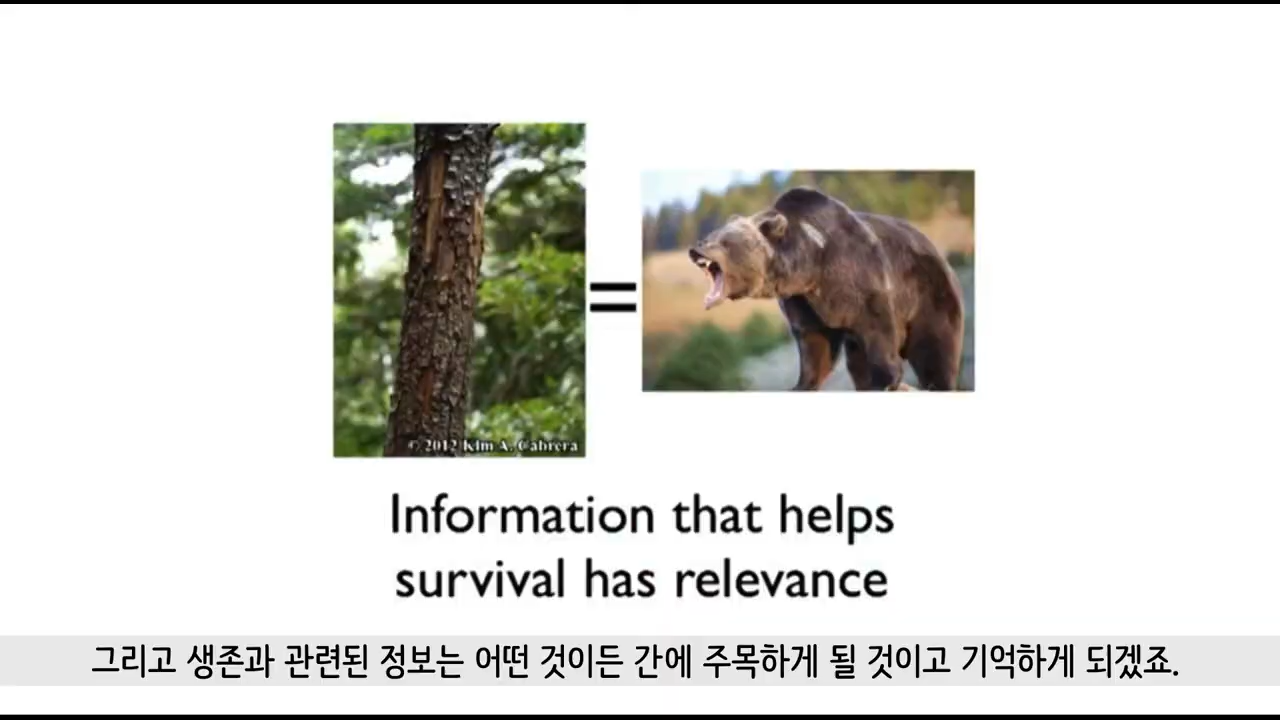 © 2012 Kim A. Cabrera
Information that helps
survival has relevance
그리고 생존과 관련된 정보는 어떤 것이든 간에 주목하게 될 것이고 기억하게 되겠죠.